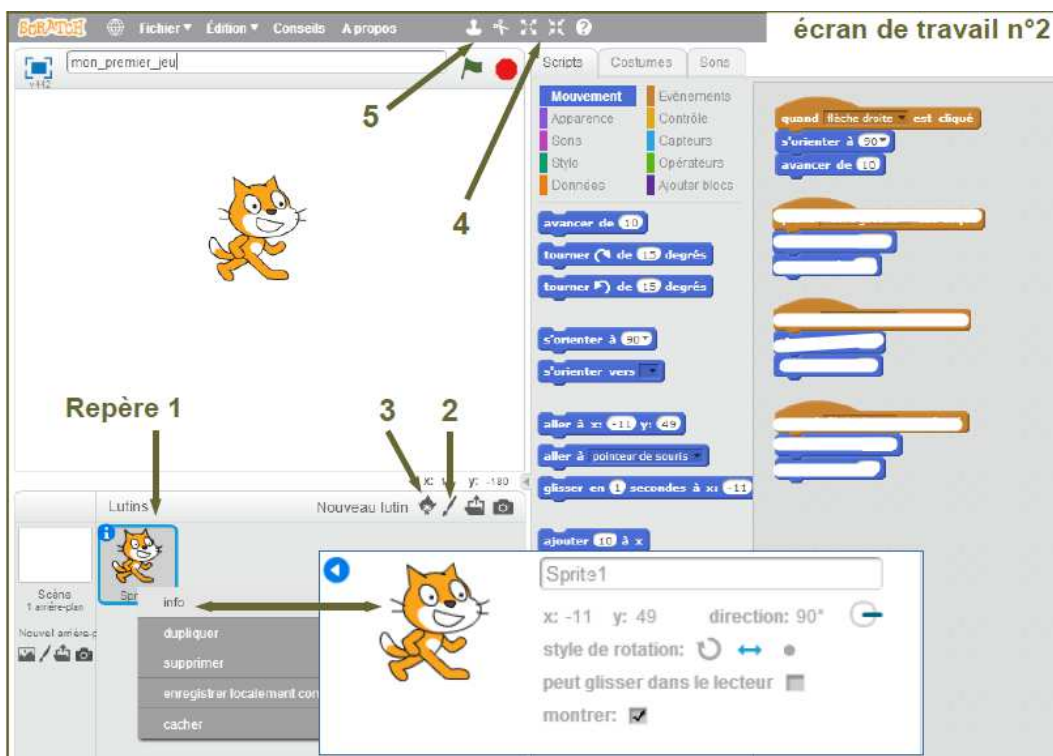 SCRATCH Fichier Édition Conseils A propos
écran de travail n°2
v442
mon_premier_jeu
5
4
Repère 1
3
2
x: y: -180
Scripts Costumes Sons
Mouvement Evènements
Apparence Contrôle
Sons Capteurs
Stylo Opérateurs
Données Ajouter blocs
avancer de 10
tourner de 15 degrés
tourner de 15 degrés
s'orienter à 90
s'orienter vers
aller à x: -11 y: 49
aller à pointeur de souris
glisser en 1 secondes à x: -11
ajouter 10 à x
quand flèche droite est cliqué
s'orienter à 90
avancer de 10
Lutins Nouveau lutin
Scène
1 arrière-plan
Nouvel arrière-p
Spr
info
dupliquer
supprimer
enregistrer localement com
cacher
Sprite1
x: -11 y: 49 direction: 90°
style de rotation:
peut glisser dans le lecteur
montrer: